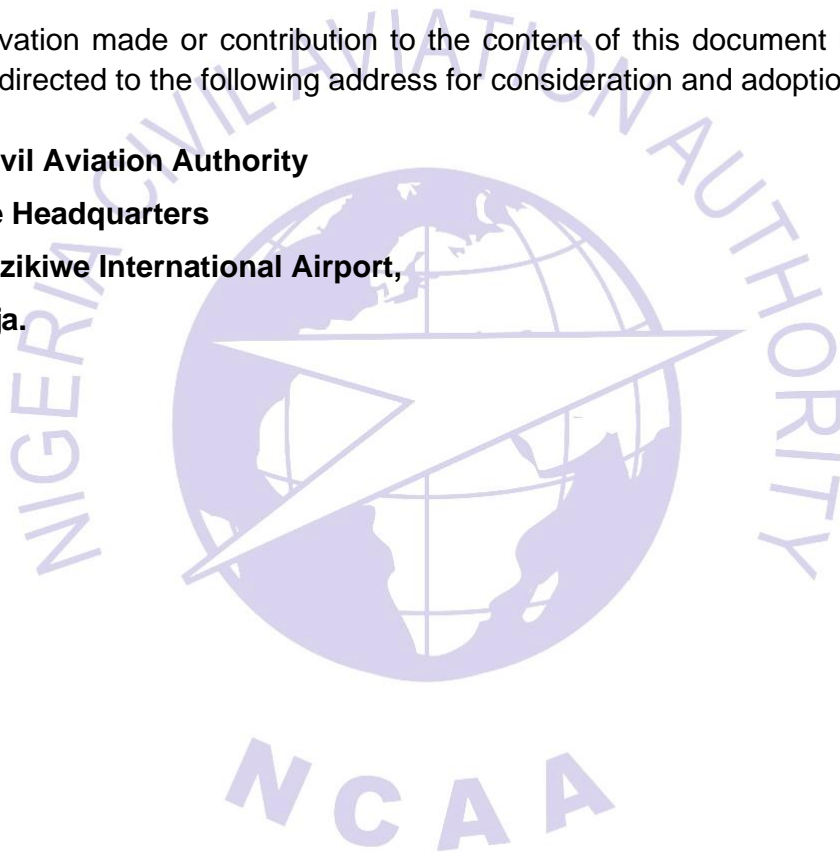 vation made or contribution to the content of this document
directed to the following address for consideration and adoptio
vil Aviation Authority
e Headquarters
zikiwe International Airport,
ja.
NIGERIA CIVIL AVIATION AUTHORITY
NCAA